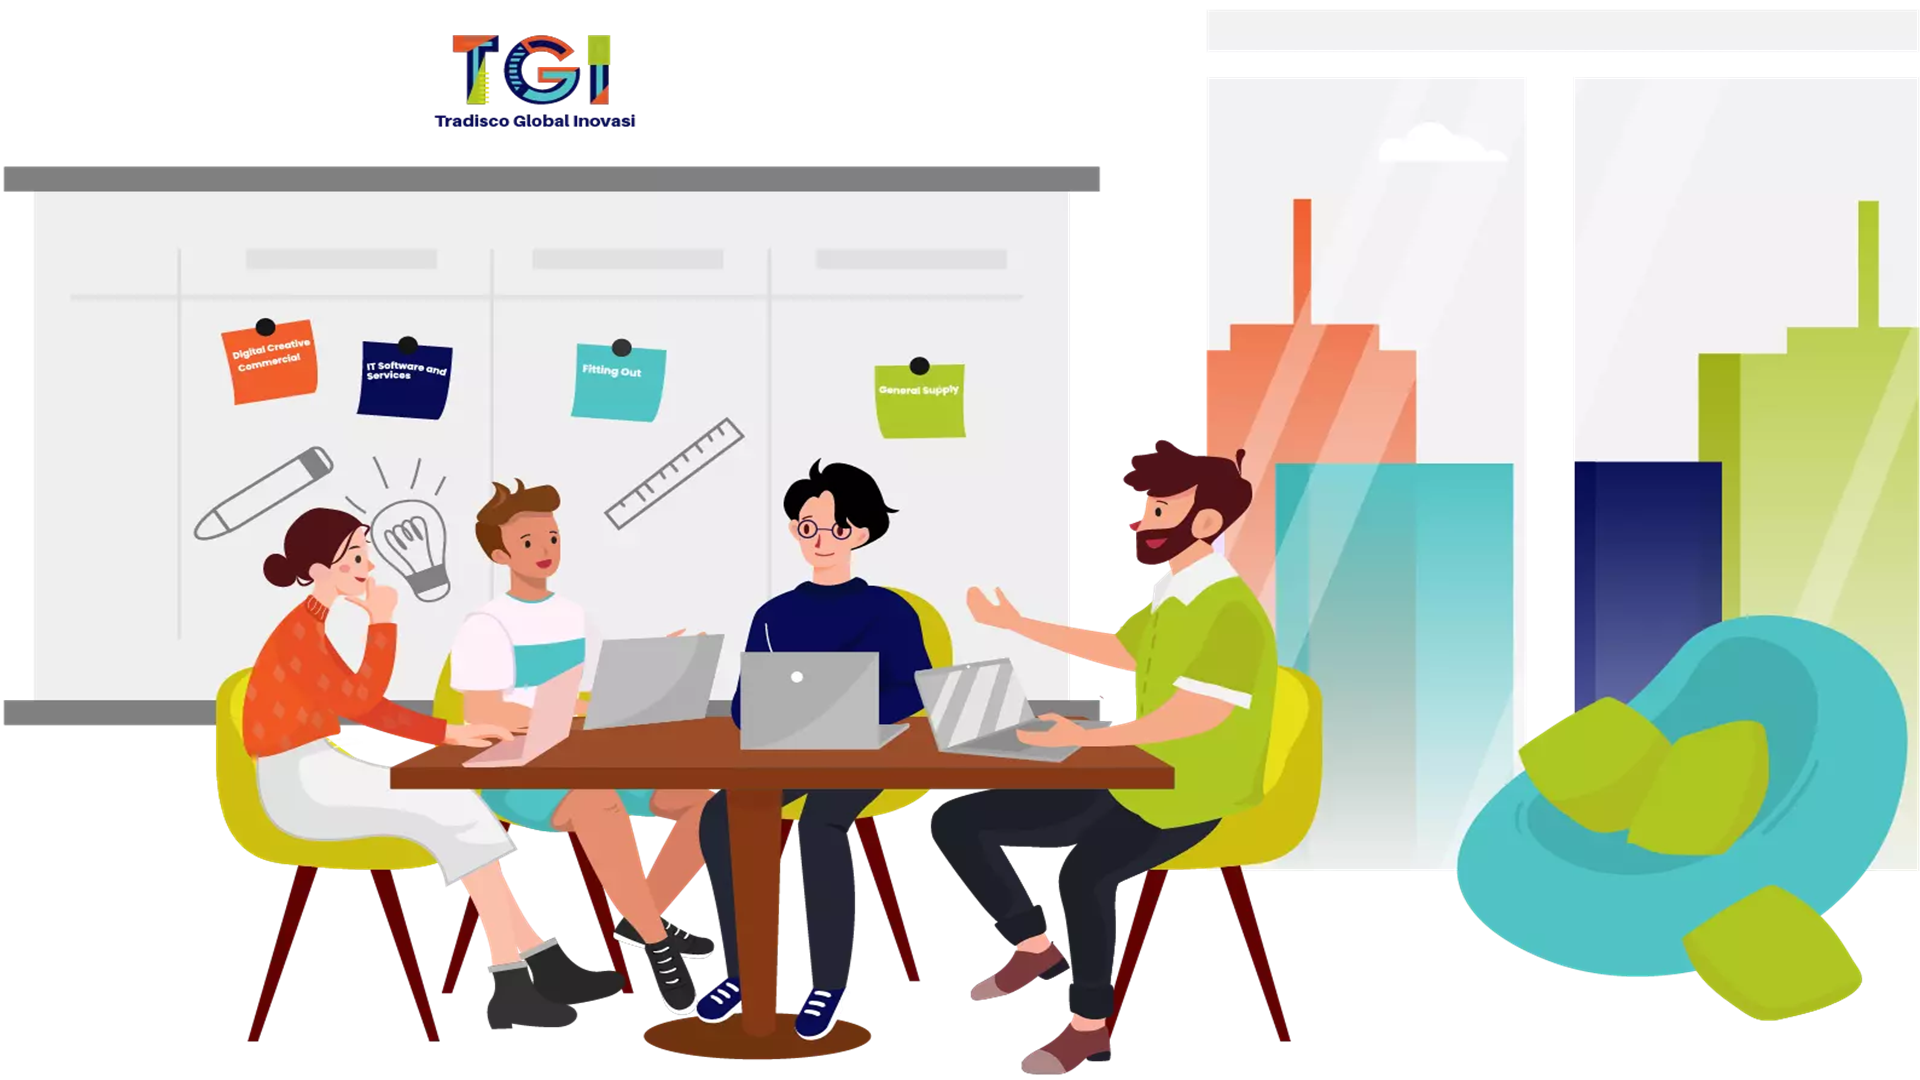 TGI
Tradisco Global Inovasi
Digital Creative
Commercial
IT Software and
Services
Fitting Out
General Supply